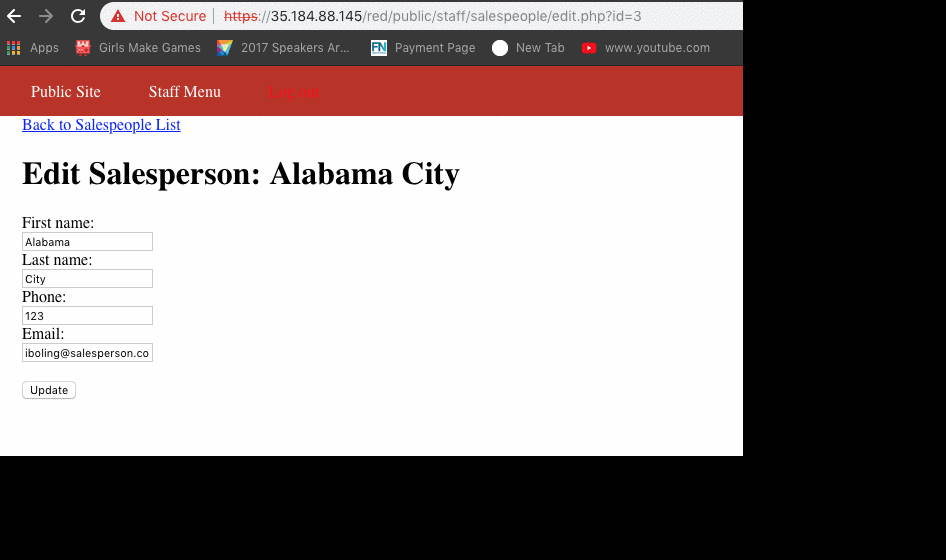 Not Secure https://35.184.88.145/red/public/staff/salespeople/edit.php?id=3
Apps Girls Make Games 2017 Speakers Ar... FN Payment Page New Tab www.youtube.com
Public Site Staff Menu Log out
Back to Salespeople List
Edit Salesperson: Alabama City
First name:
Alabama
Last name:
City
Phone:
123
Email:
iboling@salesperson.co
Update